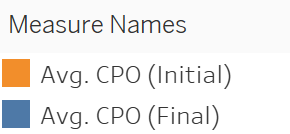 Measure Names
Avg. CPO (Initial)
Avg. CPO (Final)